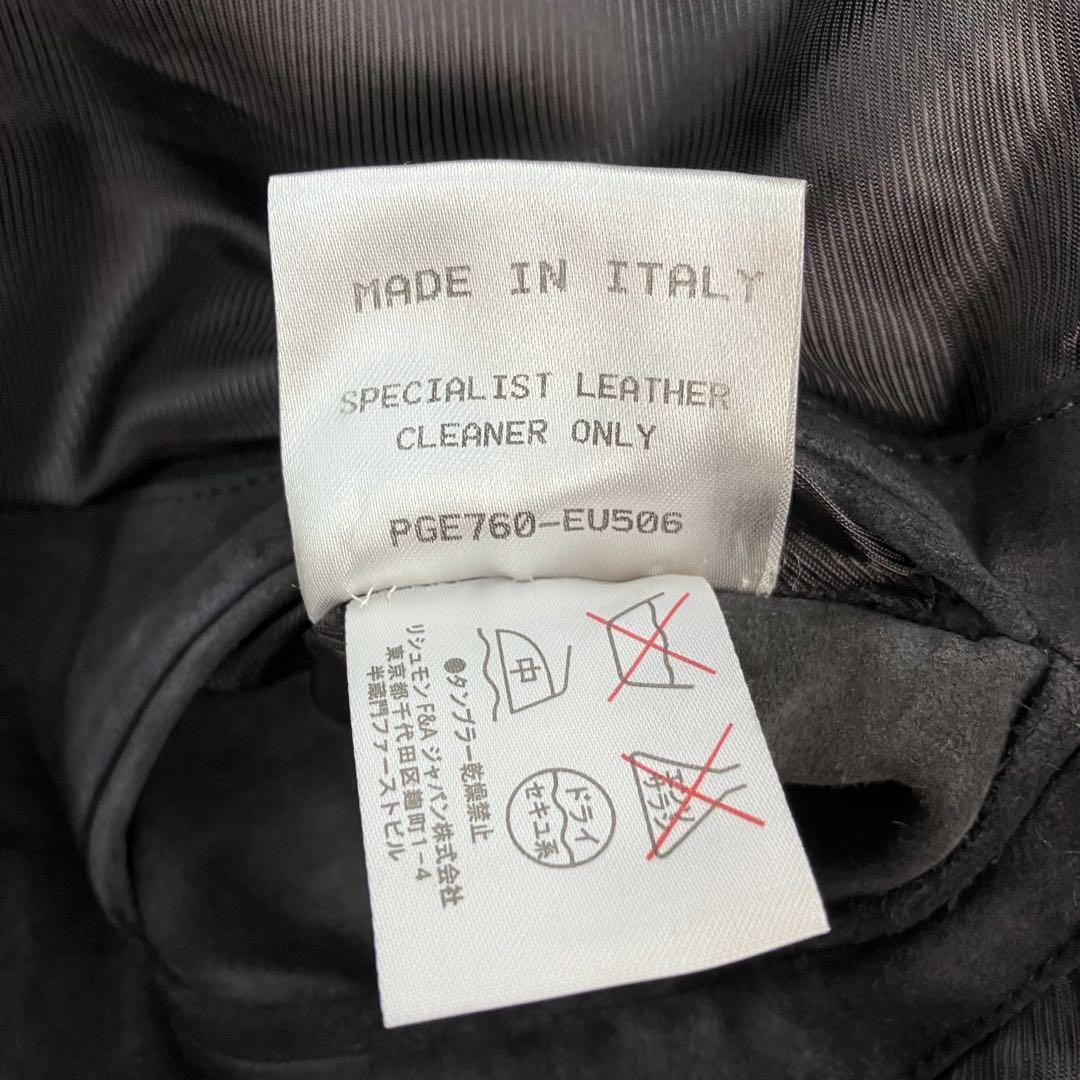 MADE IN ITALY
SPECIALIST LEATHER
CLEANER ONLY
PGE760-EU506
エンソ
サラシ
中
ドライ
セキユ系
●タンブラー乾燥禁止
リシュモン F&A ジャパン株式会社
東京都千代田区麹町1-4
半蔵門ファーストビル